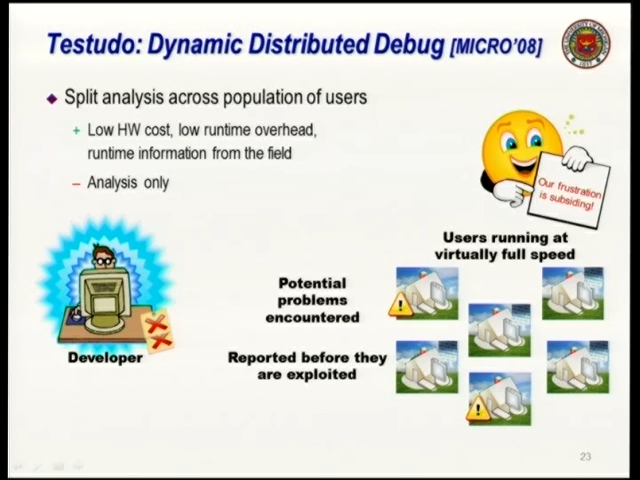 Testudo: Dynamic Distributed Debug [MICRO'08]
Split analysis across population of users
+ Low HW cost, low runtime overhead,
runtime information from the field
– Analysis only
Our frustration
is subsiding!
Users running at
virtually full speed
Potential
problems
encountered
Developer
Reported before they
are exploited
23